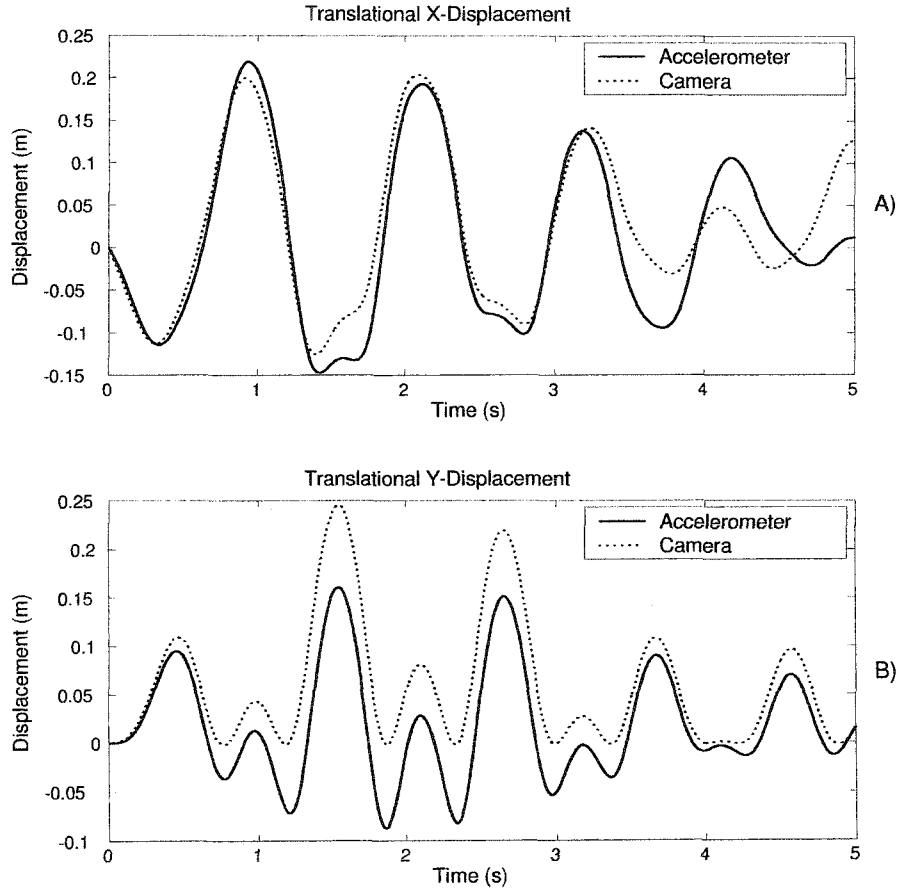 Translational X-Displacement
0.25
0.2
0.15
0.1
0.05
0
-0.05
-0.1
-0.15
Displacement (m)
Accelerometer
Camera
A)
0 1 2 3 4 5
Time (s)
Translational Y-Displacement
0.25
0.2
0.15
0.1
0.05
0
-0.05
-0.1
Displacement (m)
Accelerometer
Camera
B)
0 1 2 3 4 5
Time (s)